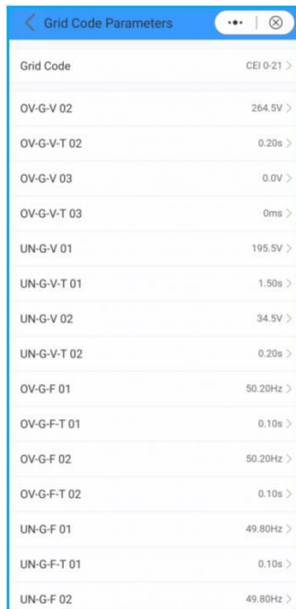 Grid Code Parameters
Grid Code CEI 0-21
OV-G-V 02 264.5V
OV-G-V-T 02 0.20s
OV-G-V 03 0.0V
OV-G-V-T 03 0ms
UN-G-V 01 195.5V
UN-G-V-T 01 1.50s
UN-G-V 02 34.5V
UN-G-V-T 02 0.20s
OV-G-F 01 50.20Hz
OV-G-F-T 01 0.10s
OV-G-F 02 50.20Hz
OV-G-F-T 02 0.10s
UN-G-F 01 49.80Hz
UN-G-F-T 01 0.10s
UN-G-F 02 49.80Hz